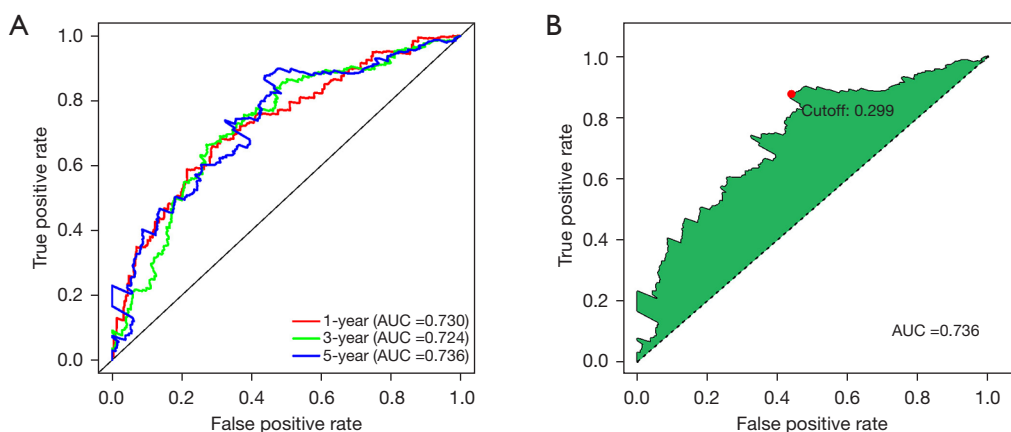 A
True positive rate
1.0
0.8
0.6
0.4
0.2
0.0
1-year (AUC =0.730)
3-year (AUC =0.724)
5-year (AUC =0.736)
0.0 0.2 0.4 0.6 0.8 1.0
False positive rate
B
True positive rate
1.0
0.8
0.6
0.4
0.2
0.0
Cutoff: 0.299
AUC =0.736
0.0 0.2 0.4 0.6 0.8 1.0
False positive rate